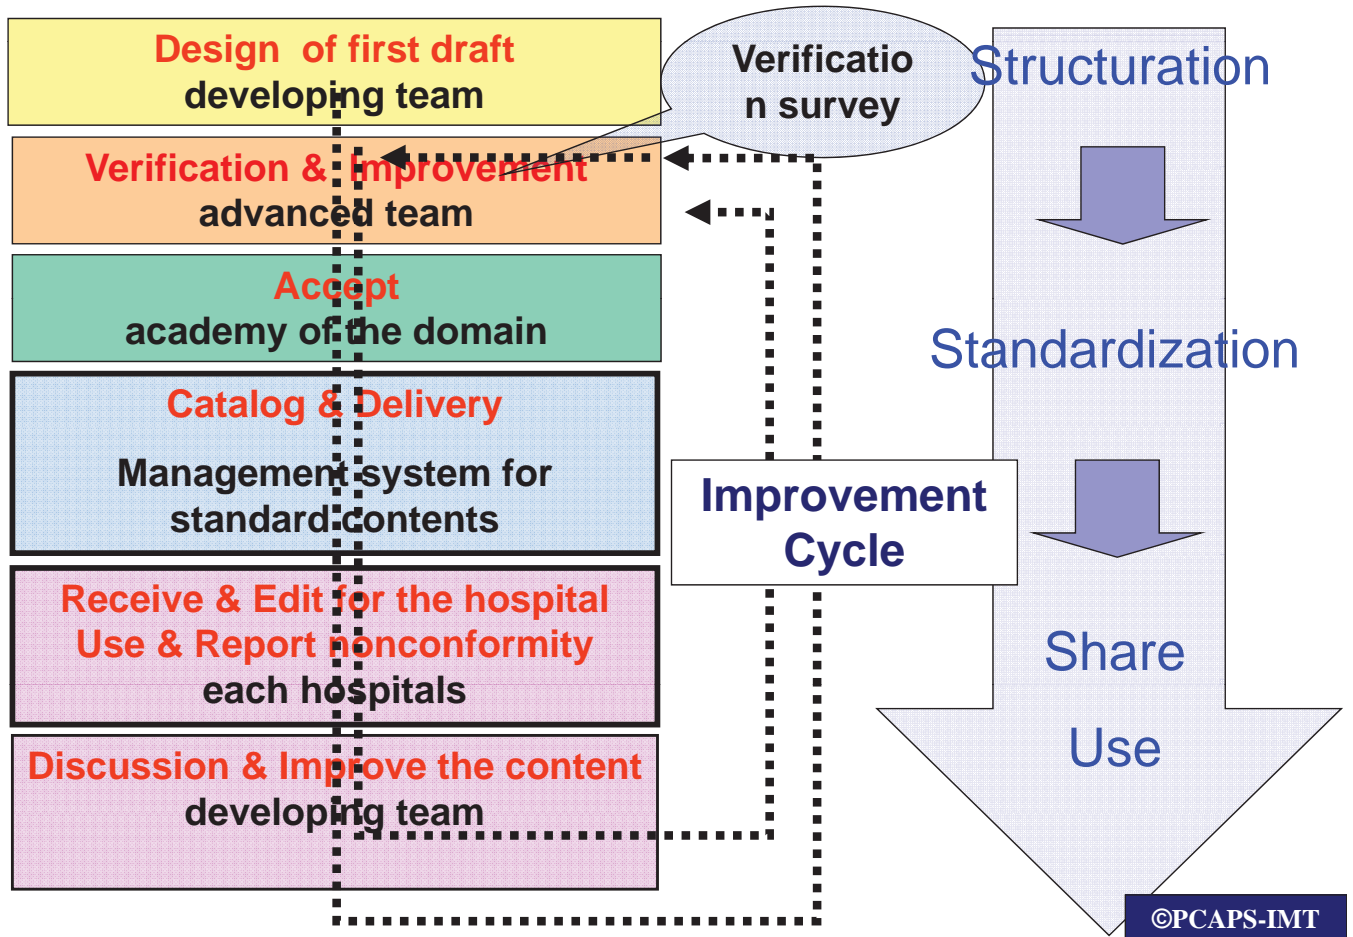 Design of first draft
developing team
Verificatio
n survey
Verification & Improvement
advanced team
Accept
academy of the domain
Catalog & Delivery
Management system for
standard contents
Receive & Edit for the hospital
Use & Report nonconformity
each hospitals
Discussion & Improve the content
developing team
Improvement
Cycle
Structuration
Standardization
Share
Use
©PCAPS-IMT